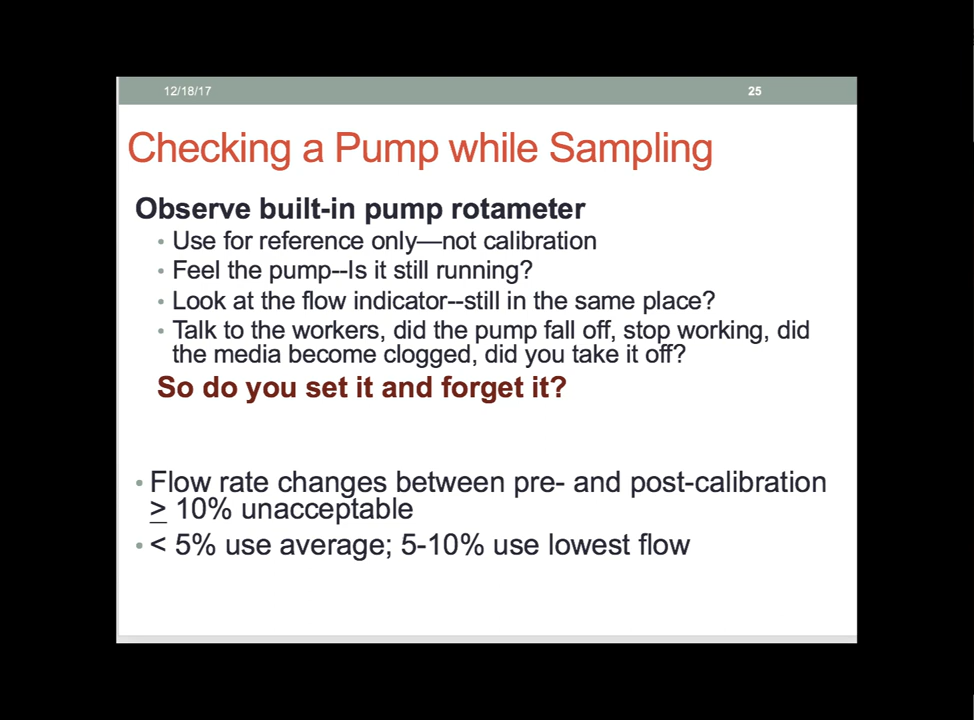 12/18/17 25
Checking a Pump while Sampling
Observe built-in pump rotameter
• Use for reference only—not calibration
• Feel the pump--Is it still running?
• Look at the flow indicator--still in the same place?
• Talk to the workers, did the pump fall off, stop working, did
the media become clogged, did you take it off?
So do you set it and forget it?
• Flow rate changes between pre- and post-calibration
≥ 10% unacceptable
• < 5% use average; 5-10% use lowest flow